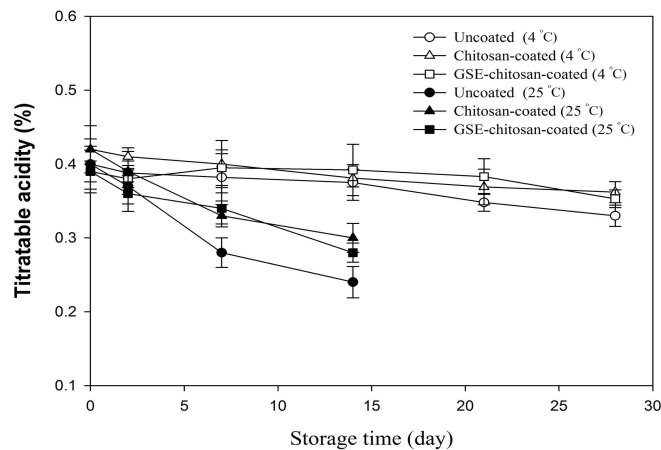 0.6
0.5
0.4
0.3
0.2
0.1
Titratable acidity (%)
Uncoated (4 °C)
Chitosan-coated (4 °C)
GSE-chitosan-coated (4 °C)
Uncoated (25 °C)
Chitosan-coated (25 °C)
GSE-chitosan-coated (25 °C)
0 5 10 15 20 25 30
Storage time (day)